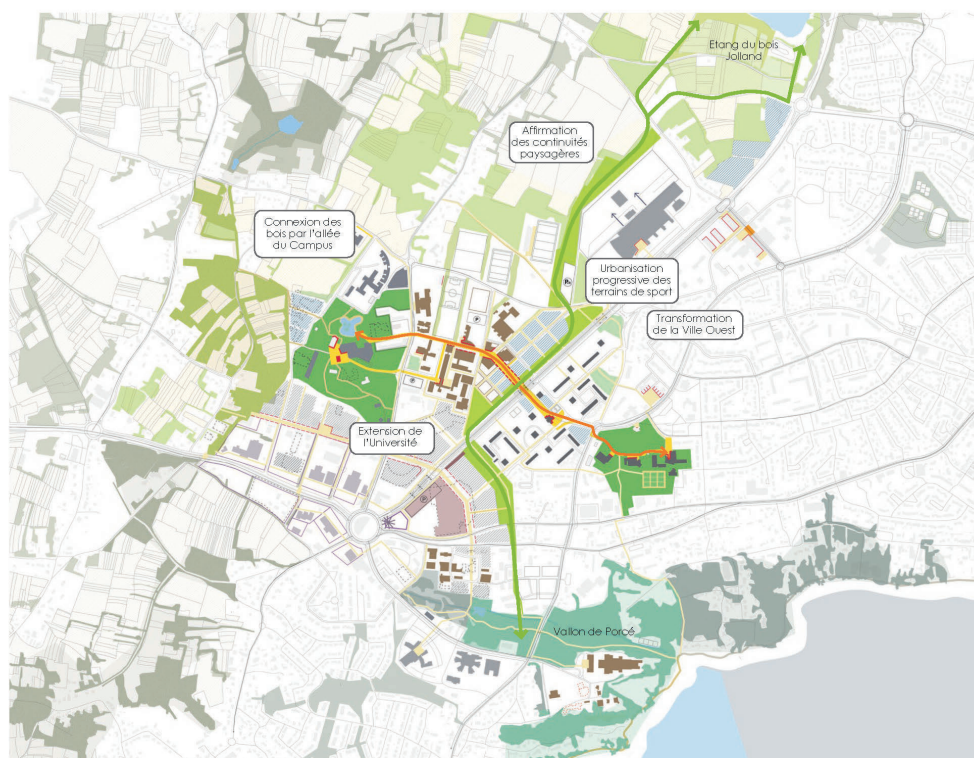 Etang du bois
Jolland
Affirmation
des continuités
paysagères
Connexion des
bois par l'allée
du Campus
Urbanisation
progressive des
terrains de sport
Transformation
de la Ville Ouest
Extension de
l'Université
P
P
P
P
Vallon de Porcé